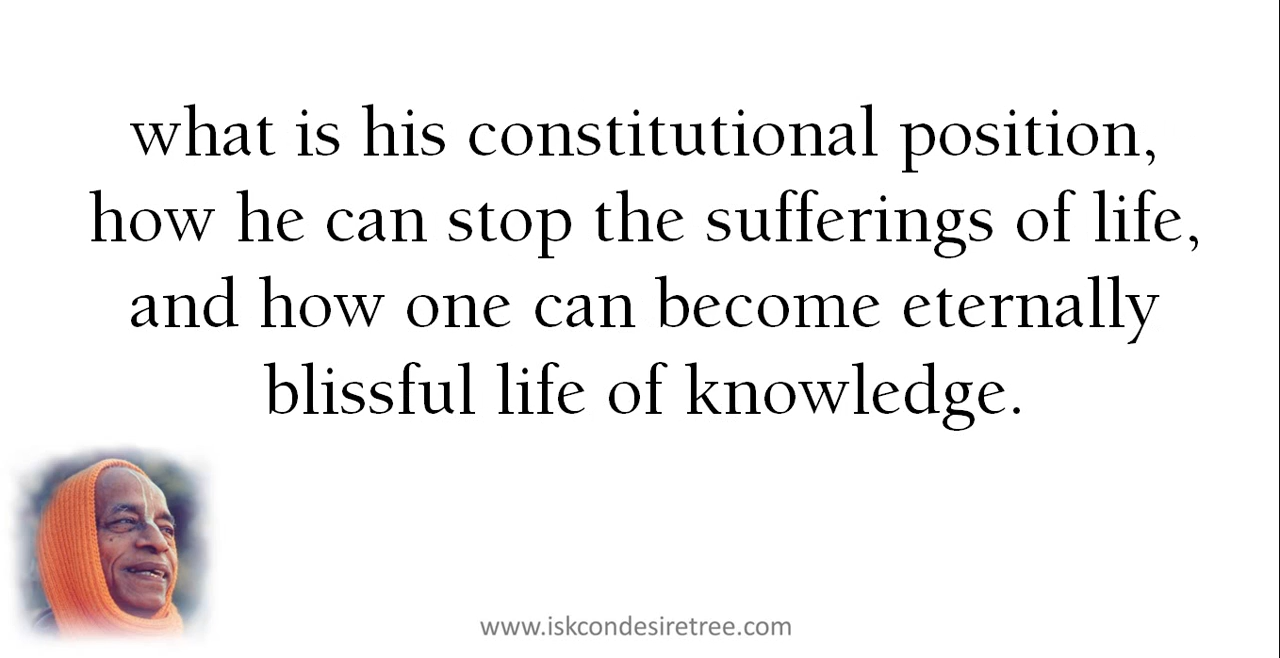 what is his constitutional position,
how he can stop the sufferings of life,
and how one can become eternally
blissful life of knowledge.
www.iskcondesiretree.com